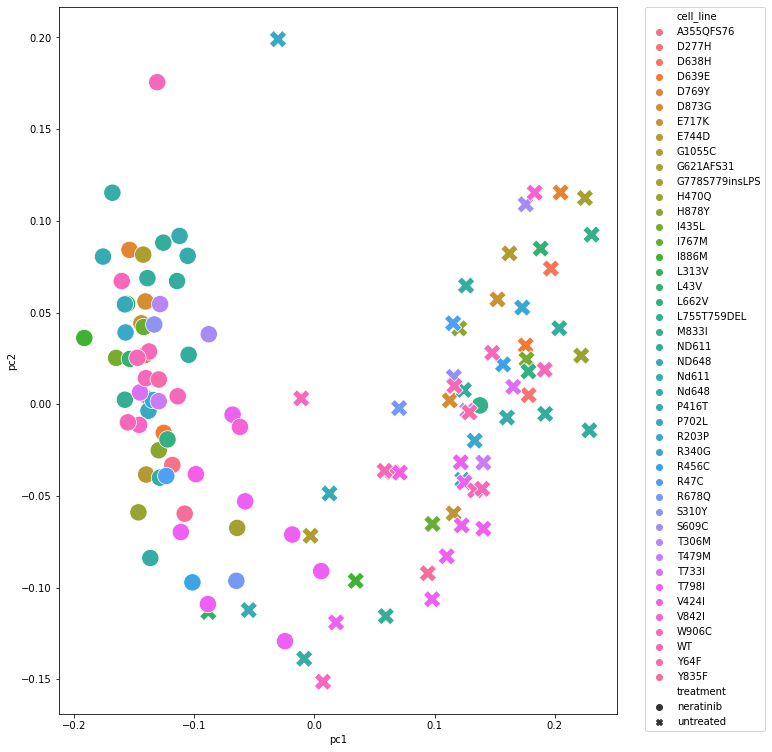 cell_line
A355QFS76
D277H
D638H
D639E
D769Y
D873G
E717K
E744D
G1055C
G621AFS31
G778S779insLPS
H470Q
H878Y
I435L
I767M
I886M
L313V
L43V
L662V
L755T759DEL
M833I
ND611
ND648
Nd611
Nd648
P416T
P702L
R203P
R340G
R456C
R47C
R678Q
S310Y
S609C
T306M
T479M
T733I
T798I
V424I
V842I
W906C
WT
Y64F
Y835F
treatment
neratinib
untreated
0.20
0.15
0.10
0.05
0.00
−0.05
−0.10
−0.15
pc2
−0.2
−0.1
0.0
0.1
0.2
pc1